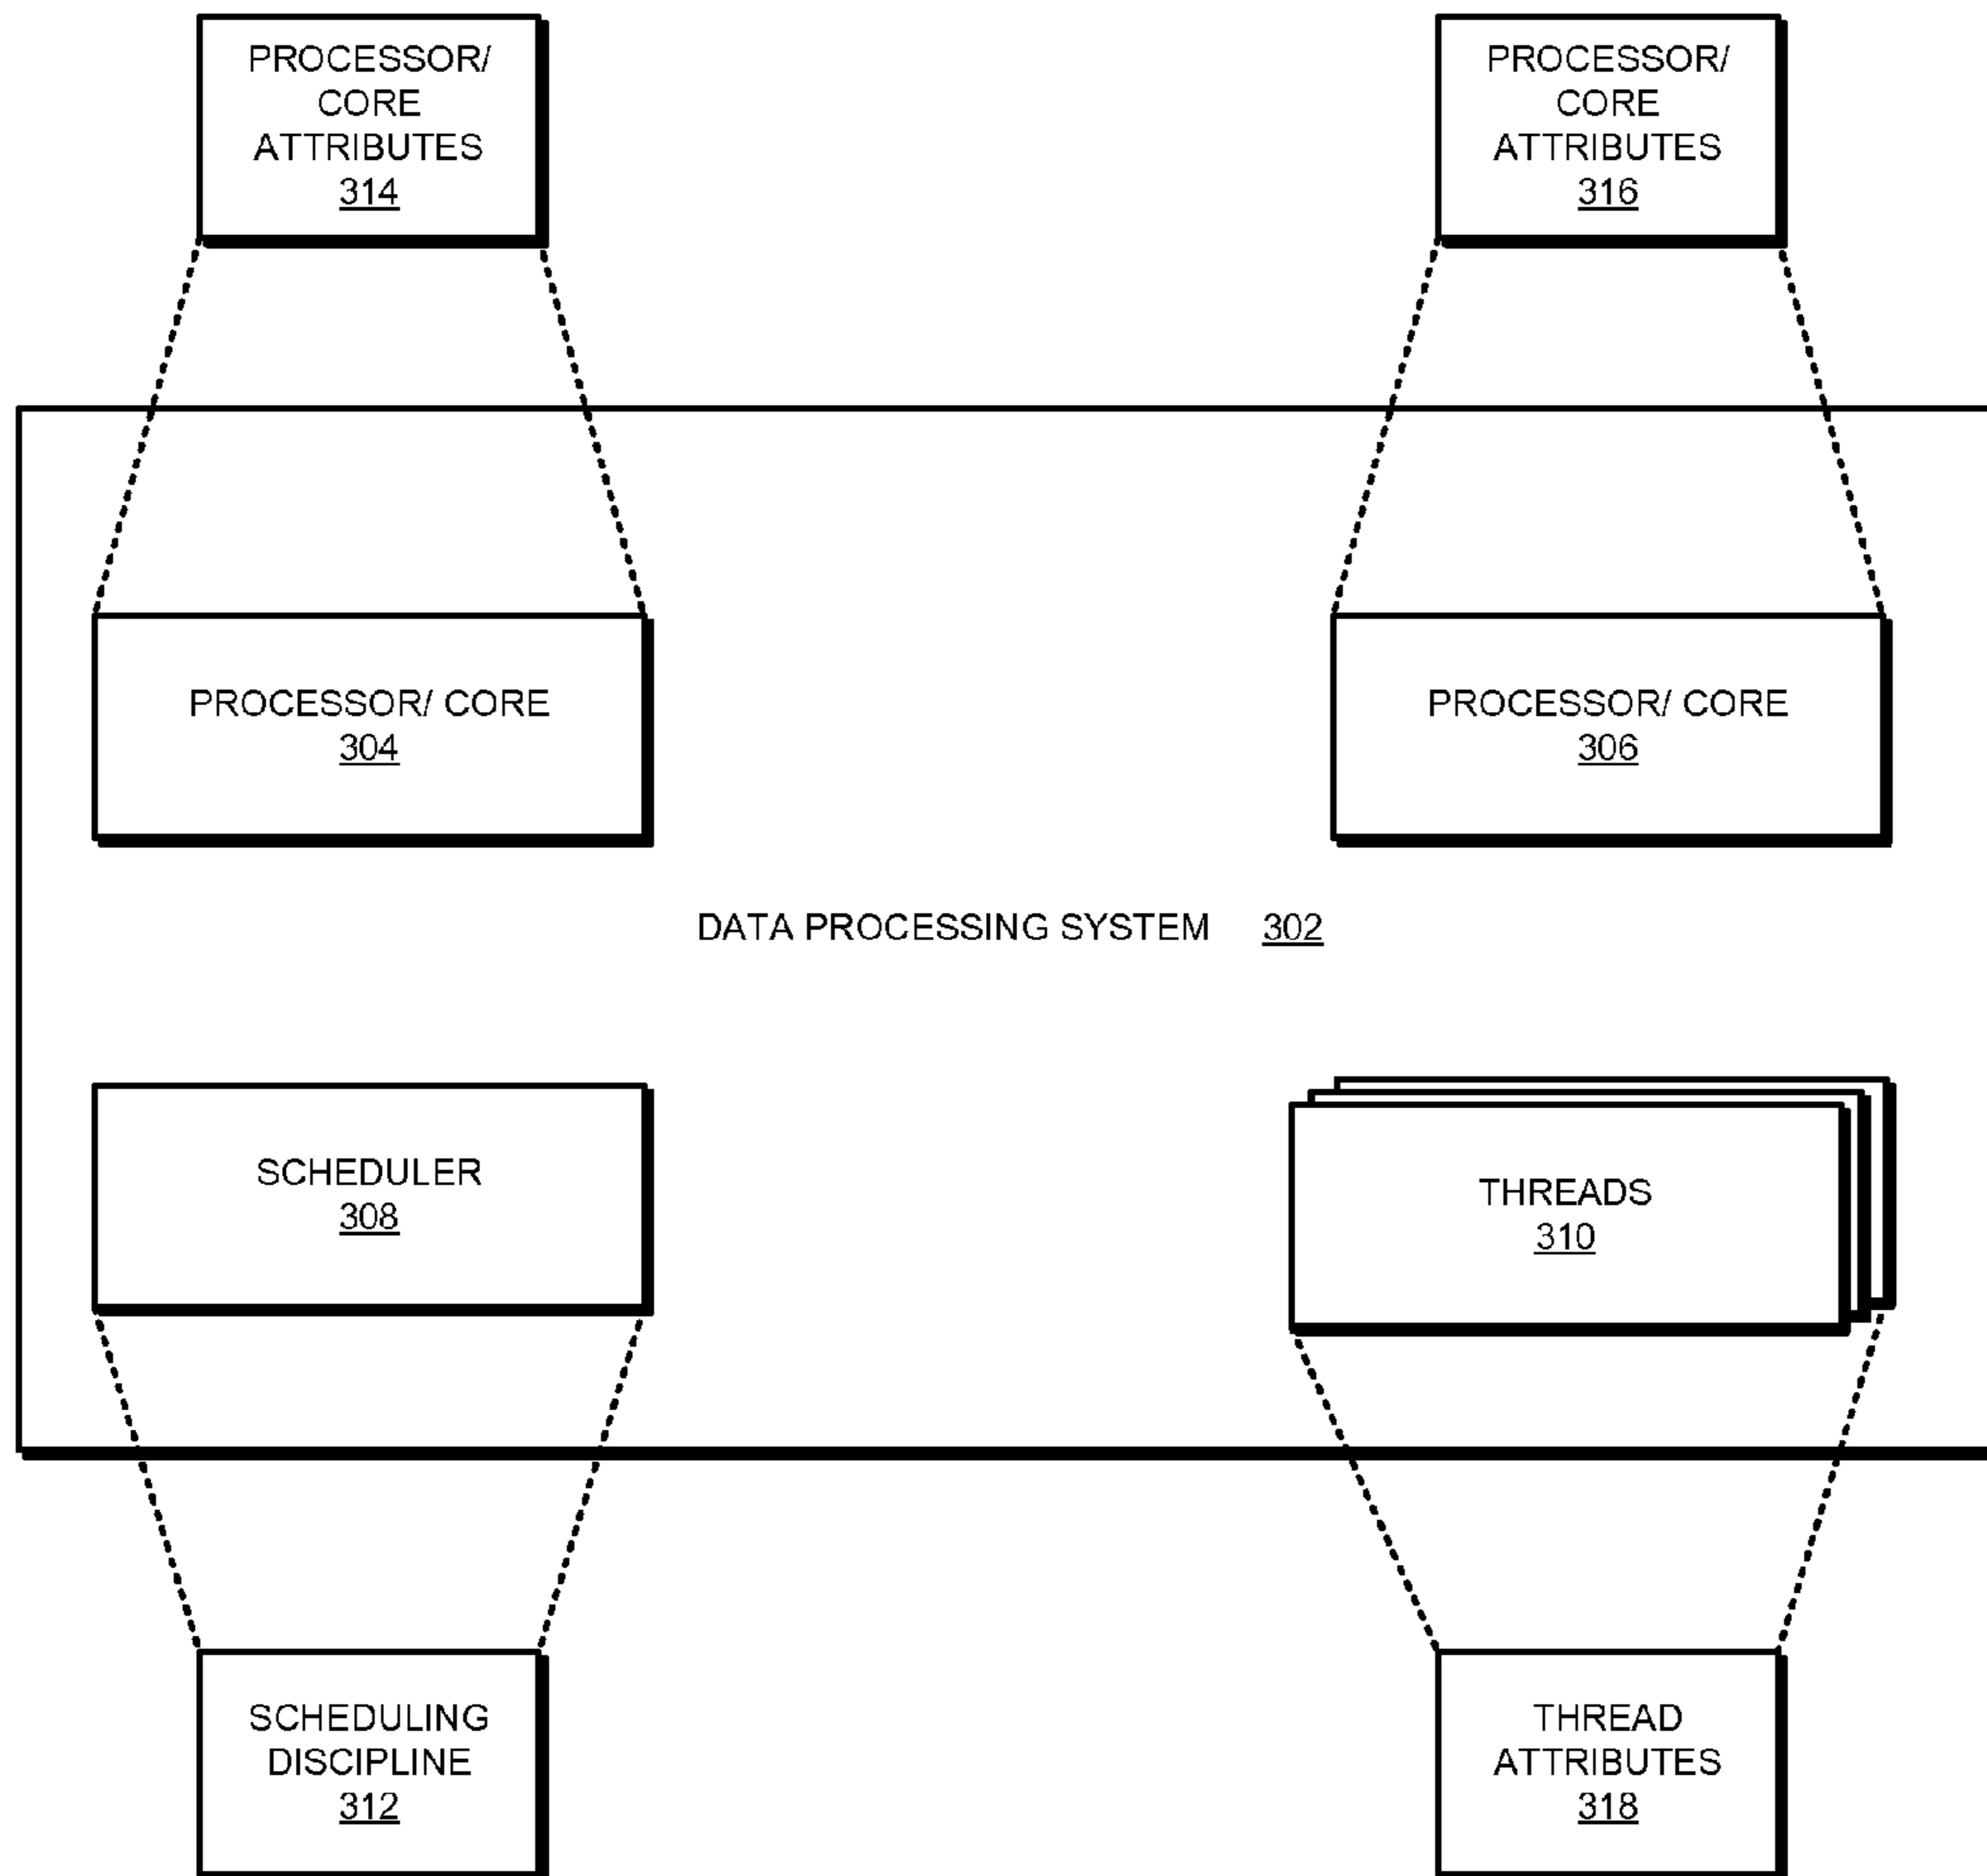 PROCESSOR/
CORE
ATTRIBUTES
314
PROCESSOR/
CORE
ATTRIBUTES
316
PROCESSOR/ CORE
304
PROCESSOR/ CORE
306
DATA PROCESSING SYSTEM 302
SCHEDULER
308
THREADS
310
SCHEDULING
DISCIPLINE
312
THREAD
ATTRIBUTES
318